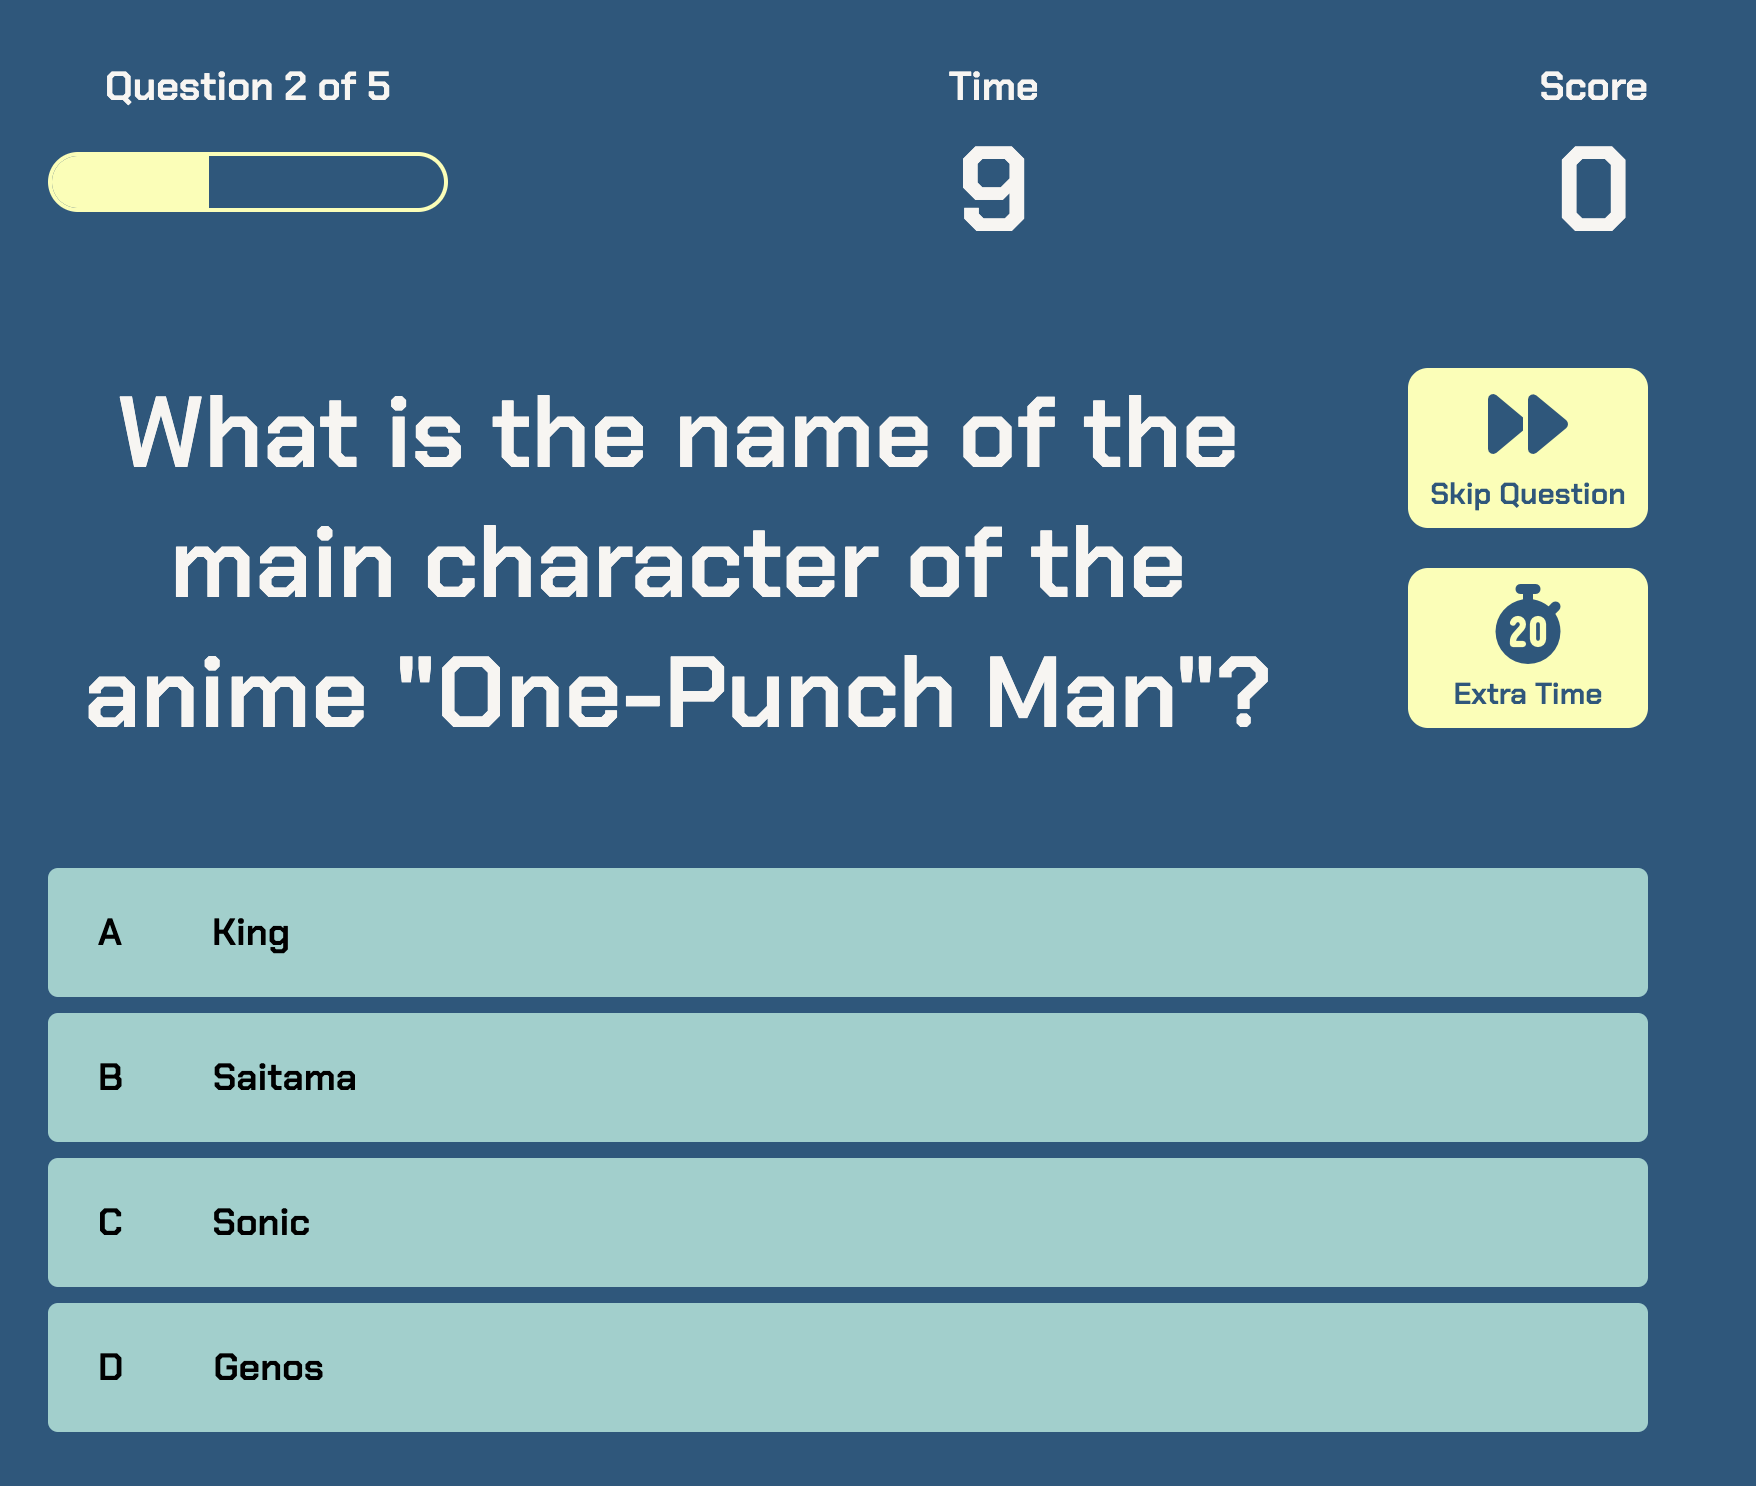 Question 2 of 5
Time
9
Score
0
What is the name of the
main character of the
anime "One-Punch Man"?
Skip Question
20
Extra Time
A King
B Saitama
C Sonic
D Genos